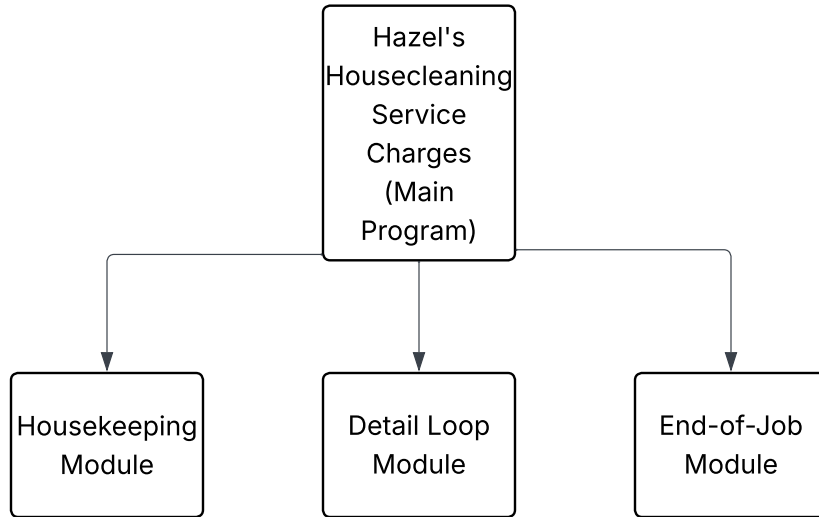 Hazel's
Housecleaning
Service
Charges
(Main
Program)
Housekeeping
Module
Detail Loop
Module
End-of-Job
Module